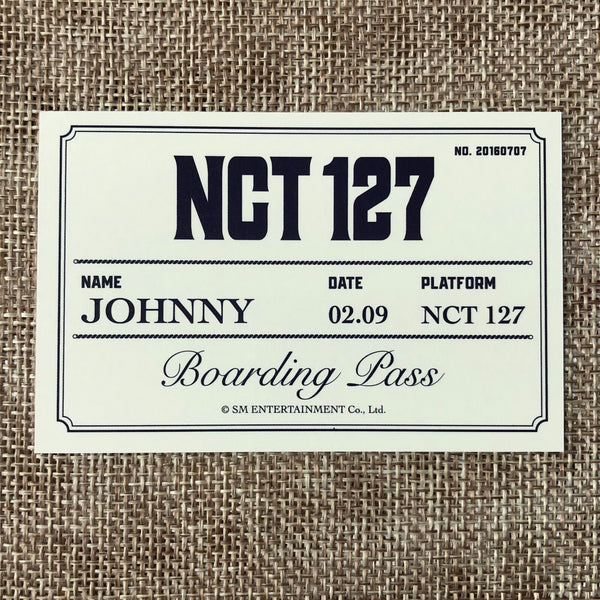 NO. 20160707
NCT 127
NAME DATE PLATFORM
JOHNNY 02.09 NCT 127
Boarding Pass
© SM ENTERTAINMENT Co., Ltd.